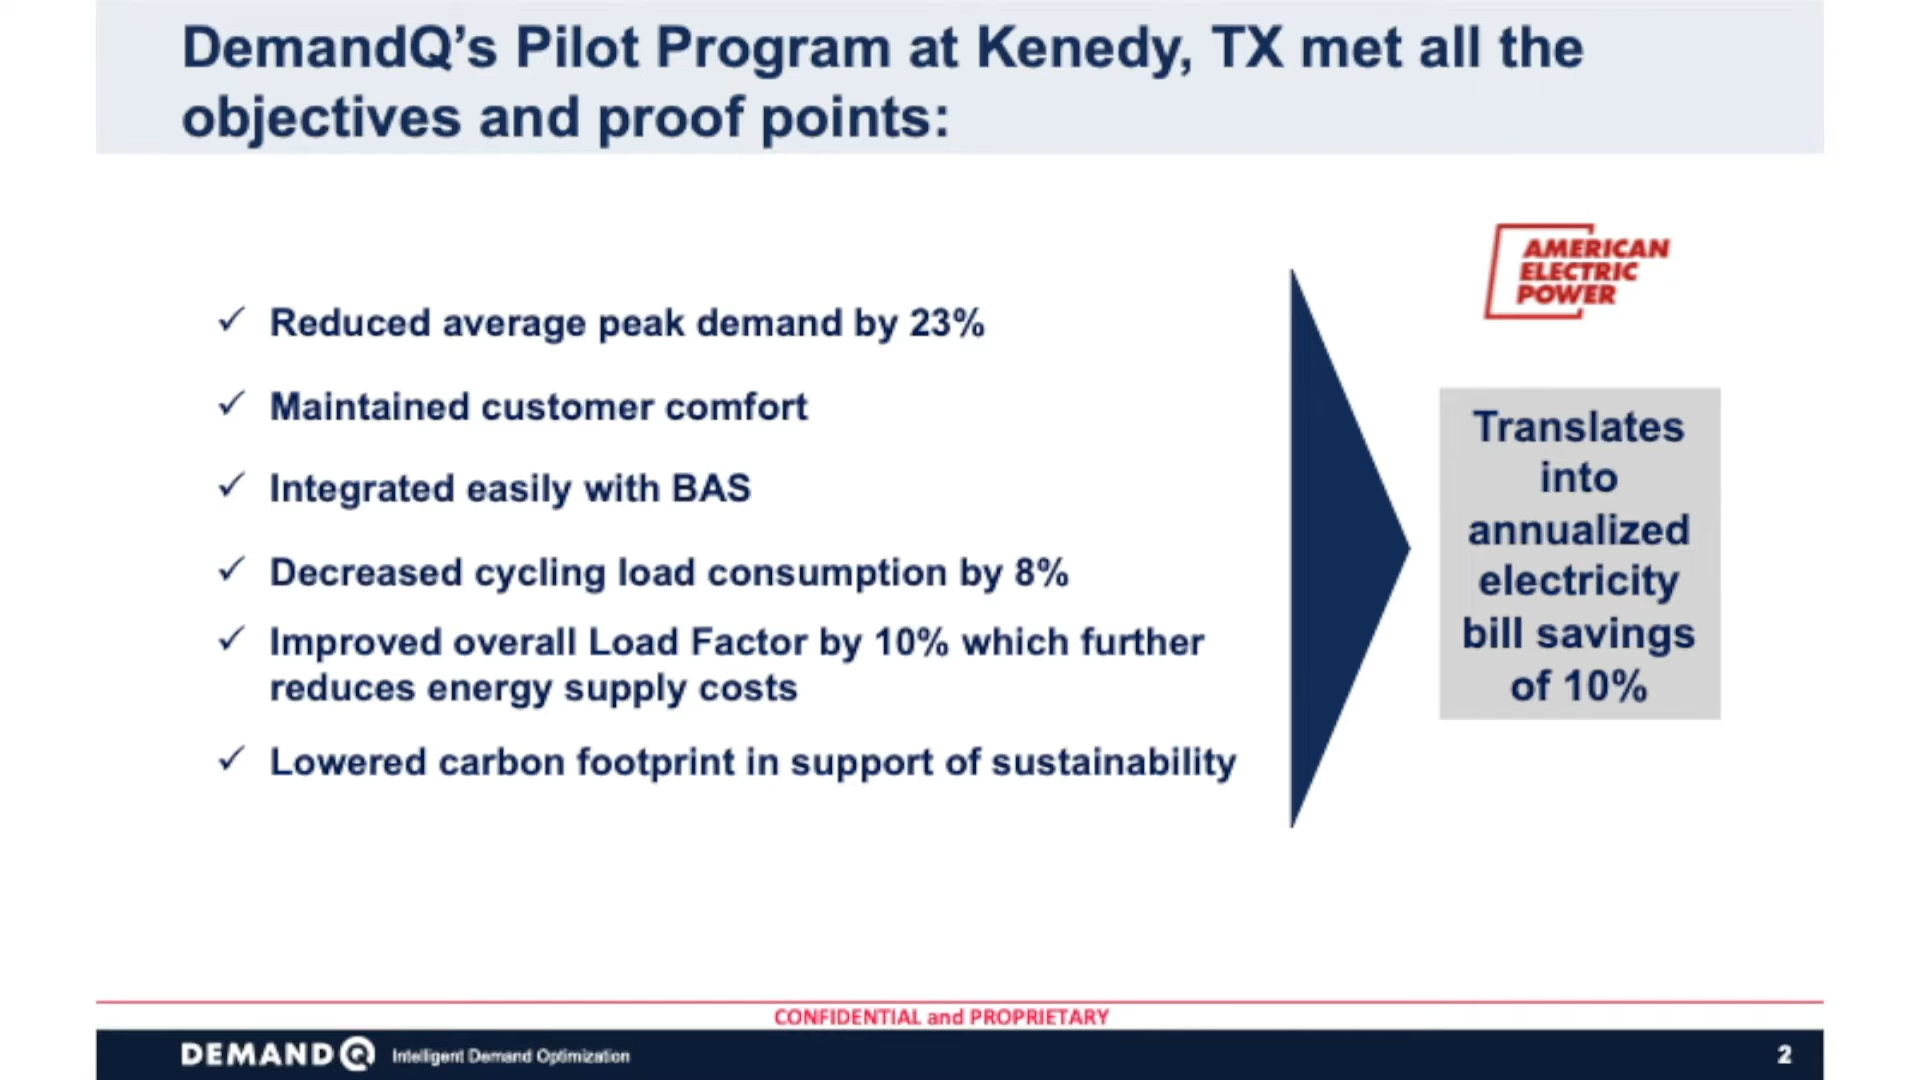 DemandQ’s Pilot Program at Kenedy, TX met all the
objectives and proof points:
✓ Reduced average peak demand by 23%
✓ Maintained customer comfort
✓ Integrated easily with BAS
✓ Decreased cycling load consumption by 8%
✓ Improved overall Load Factor by 10% which further
reduces energy supply costs
✓ Lowered carbon footprint in support of sustainability
AMERICAN
ELECTRIC
POWER
Translates
into
annualized
electricity
bill savings
of 10%
CONFIDENTIAL and PROPRIETARY
DEMANDQ Intelligent Demand Optimization
2